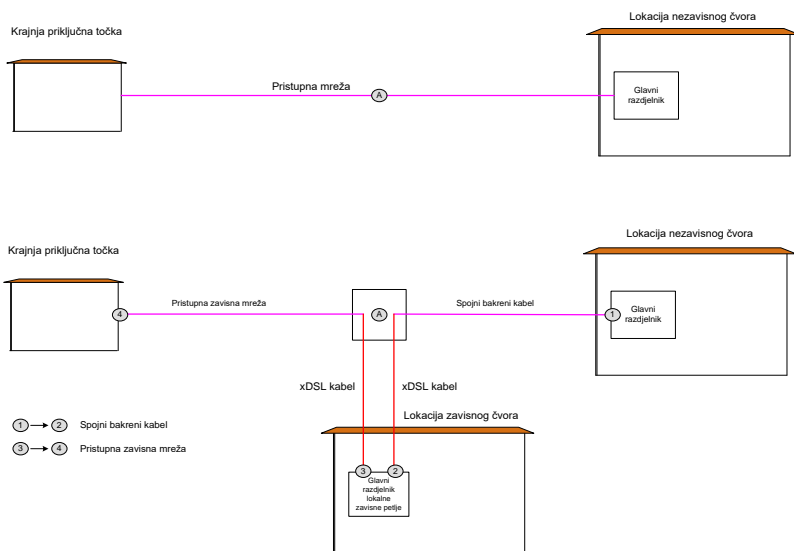 Lokacija nezavisnog čvora
Krajnja priključna točka
Pristupna mreža
A
Glavni
razdjelnik
Lokacija nezavisnog čvora
Krajnja priključna točka
Pristupna zavisna mreža
Spojni bakreni kabel
4
A
1
Glavni
razdjelnik
xDSL kabel
xDSL kabel
Lokacija zavisnog čvora
1 2 Spojni bakreni kabel
3 4 Pristupna zavisna mreža
3
2
Glavni
razdjelnik
lokalne
zavisne petlje